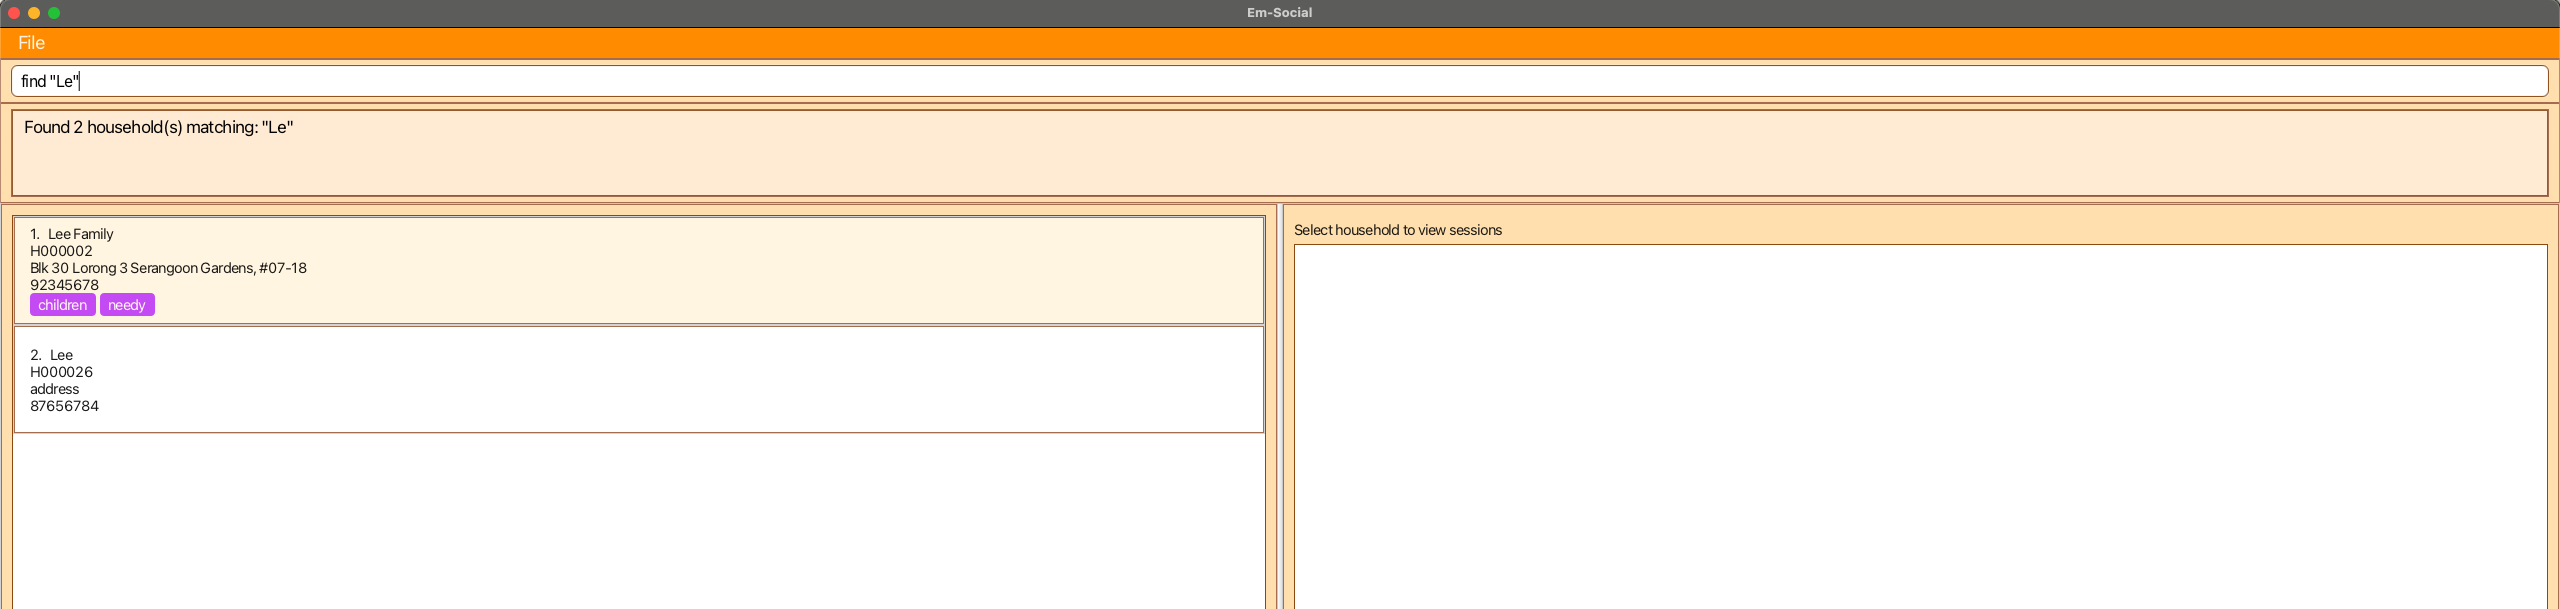 Em-Social
File
find "Le"
Found 2 household(s) matching: "Le"
1. Lee Family
H000002
Blk 30 Lorong 3 Serangoon Gardens, #07-18
92345678
children needy
2. Lee
H000026
address
87656784
Select household to view sessions